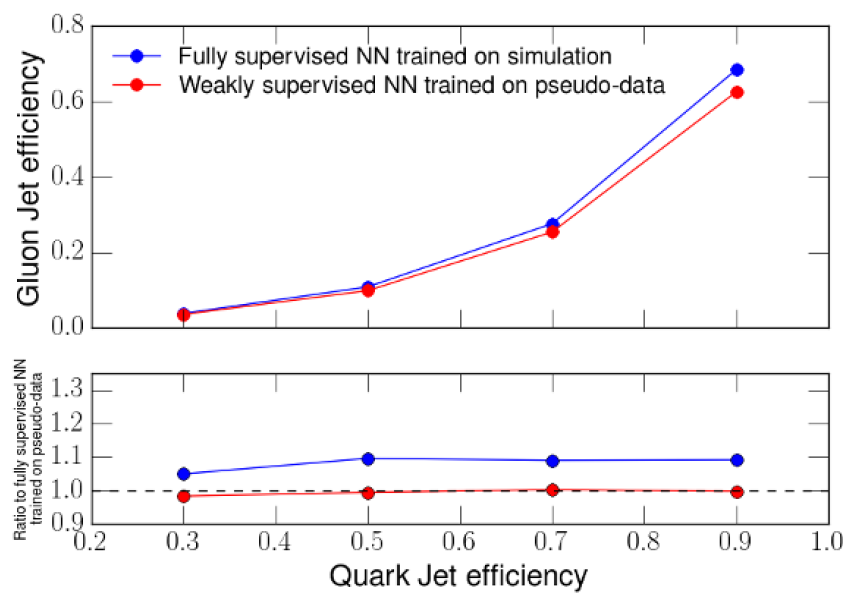 0.8
Fully supervised NN trained on simulation
Weakly supervised NN trained on pseudo-data
0.6
0.4
0.2
0.0
Gluon Jet efficiency
1.3
1.2
1.1
1.0
0.9
Ratio to fully supervised NN
trained on pseudo-data
0.2 0.3 0.4 0.5 0.6 0.7 0.8 0.9 1.0
Quark Jet efficiency